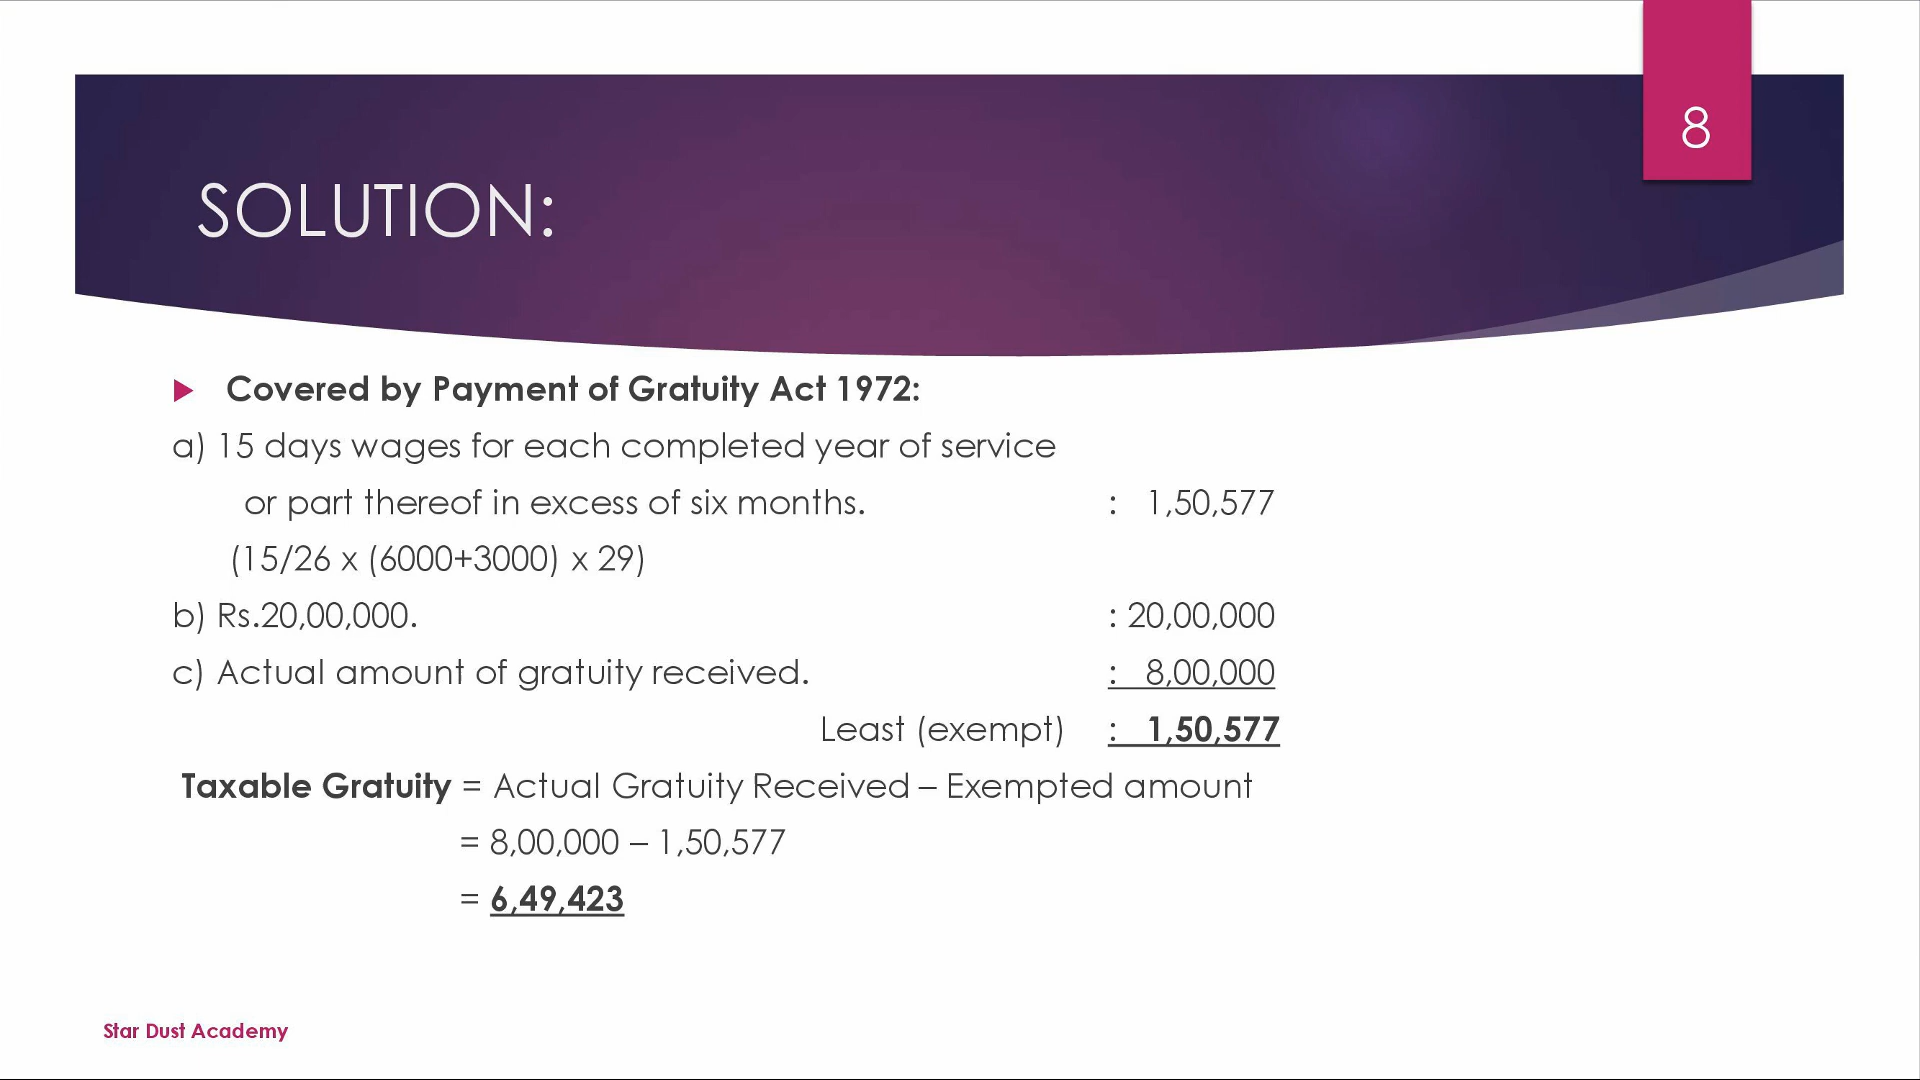 8
SOLUTION:
Covered by Payment of Gratuity Act 1972:
a) 15 days wages for each completed year of service
or part thereof in excess of six months. : 1,50,577
(15/26 x (6000+3000) x 29)
b) Rs.20,00,000. : 20,00,000
c) Actual amount of gratuity received. : 8,00,000
Least (exempt) : 1,50,577
Taxable Gratuity = Actual Gratuity Received – Exempted amount
= 8,00,000 – 1,50,577
= 6,49,423
Star Dust Academy